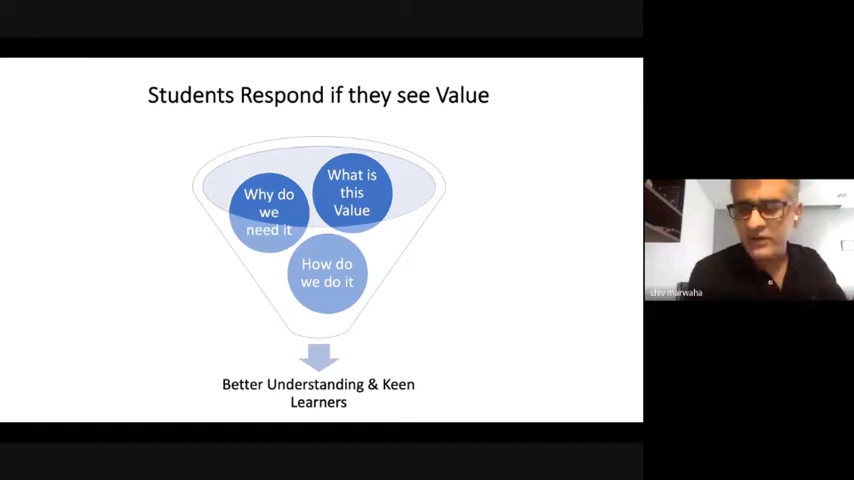 Students Respond if they see Value
What is
this
Value
Why do
we
need it
How do
we do it
Better Understanding & Keen
Learners
shiv marwaha